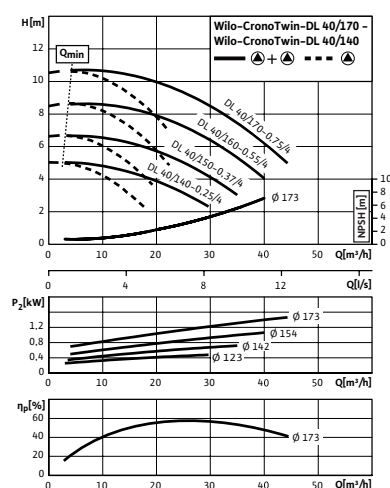 H[m]
Wilo-CronoTwin-DL 40/170 -
Wilo-CronoTwin-DL 40/140
+
Qmin
12
10
8
6
4
2
0
DL 40/170-0.75/4
DL 40/160-0.55/4
DL 40/150-0.37/4
DL 40/140-0.25/4
Ø 173
10
8
6
4
2
0
NPSH [m]
0 10 20 30 40 50 Q[m³/h]
0 4 8 12 Q[l/s]
P₂[kW]
1,2
0,8
0,4
0
Ø 173
Ø 154
Ø 142
Ø 123
0 10 20 30 40 50 Q[m³/h]
ηp[%]
60
40
20
0
Ø 173
0 10 20 30 40 50 Q[m³/h]